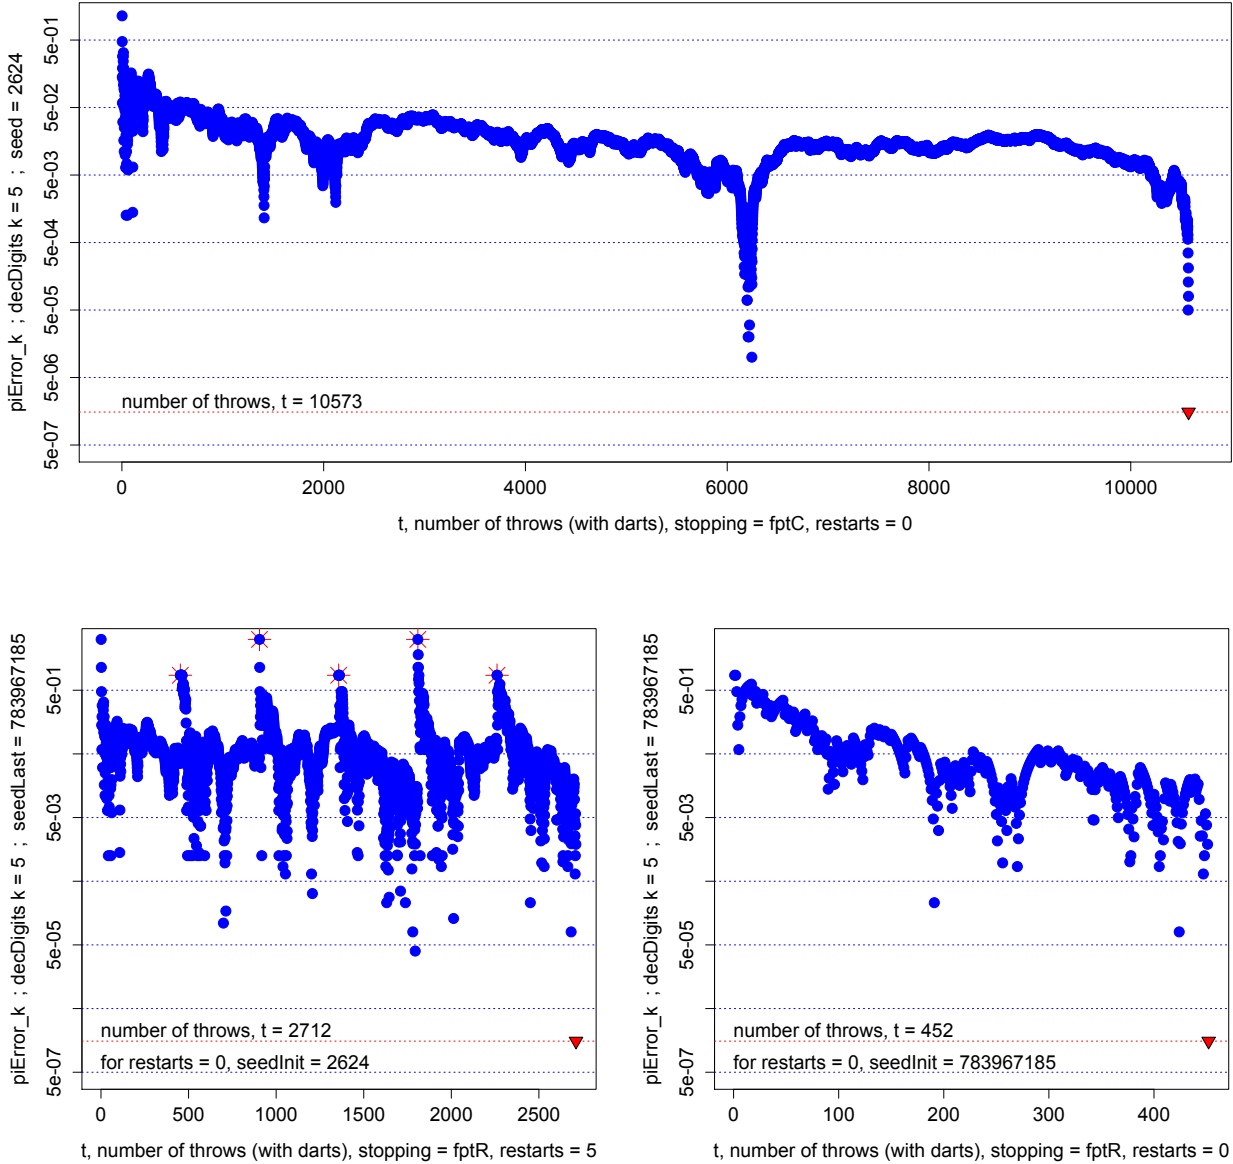 piError_k ; decDigits k = 5 ; seed = 2624
5e-01
5e-02
5e-03
5e-04
5e-05
5e-06
5e-07
number of throws, t = 10573
0 2000 4000 6000 8000 10000
t, number of throws (with darts), stopping = fptC, restarts = 0
piError_k ; decDigits k = 5 ; seedLast = 783967185
5e-01
5e-03
5e-05
5e-07
number of throws, t = 2712
for restarts = 0, seedInit = 2624
0 500 1000 1500 2000 2500
t, number of throws (with darts), stopping = fptR, restarts = 5
piError_k ; decDigits k = 5 ; seedLast = 783967185
5e-01
5e-03
5e-05
5e-07
number of throws, t = 452
for restarts = 0, seedInit = 783967185
0 100 200 300 400
t, number of throws (with darts), stopping = fptR, restarts = 0